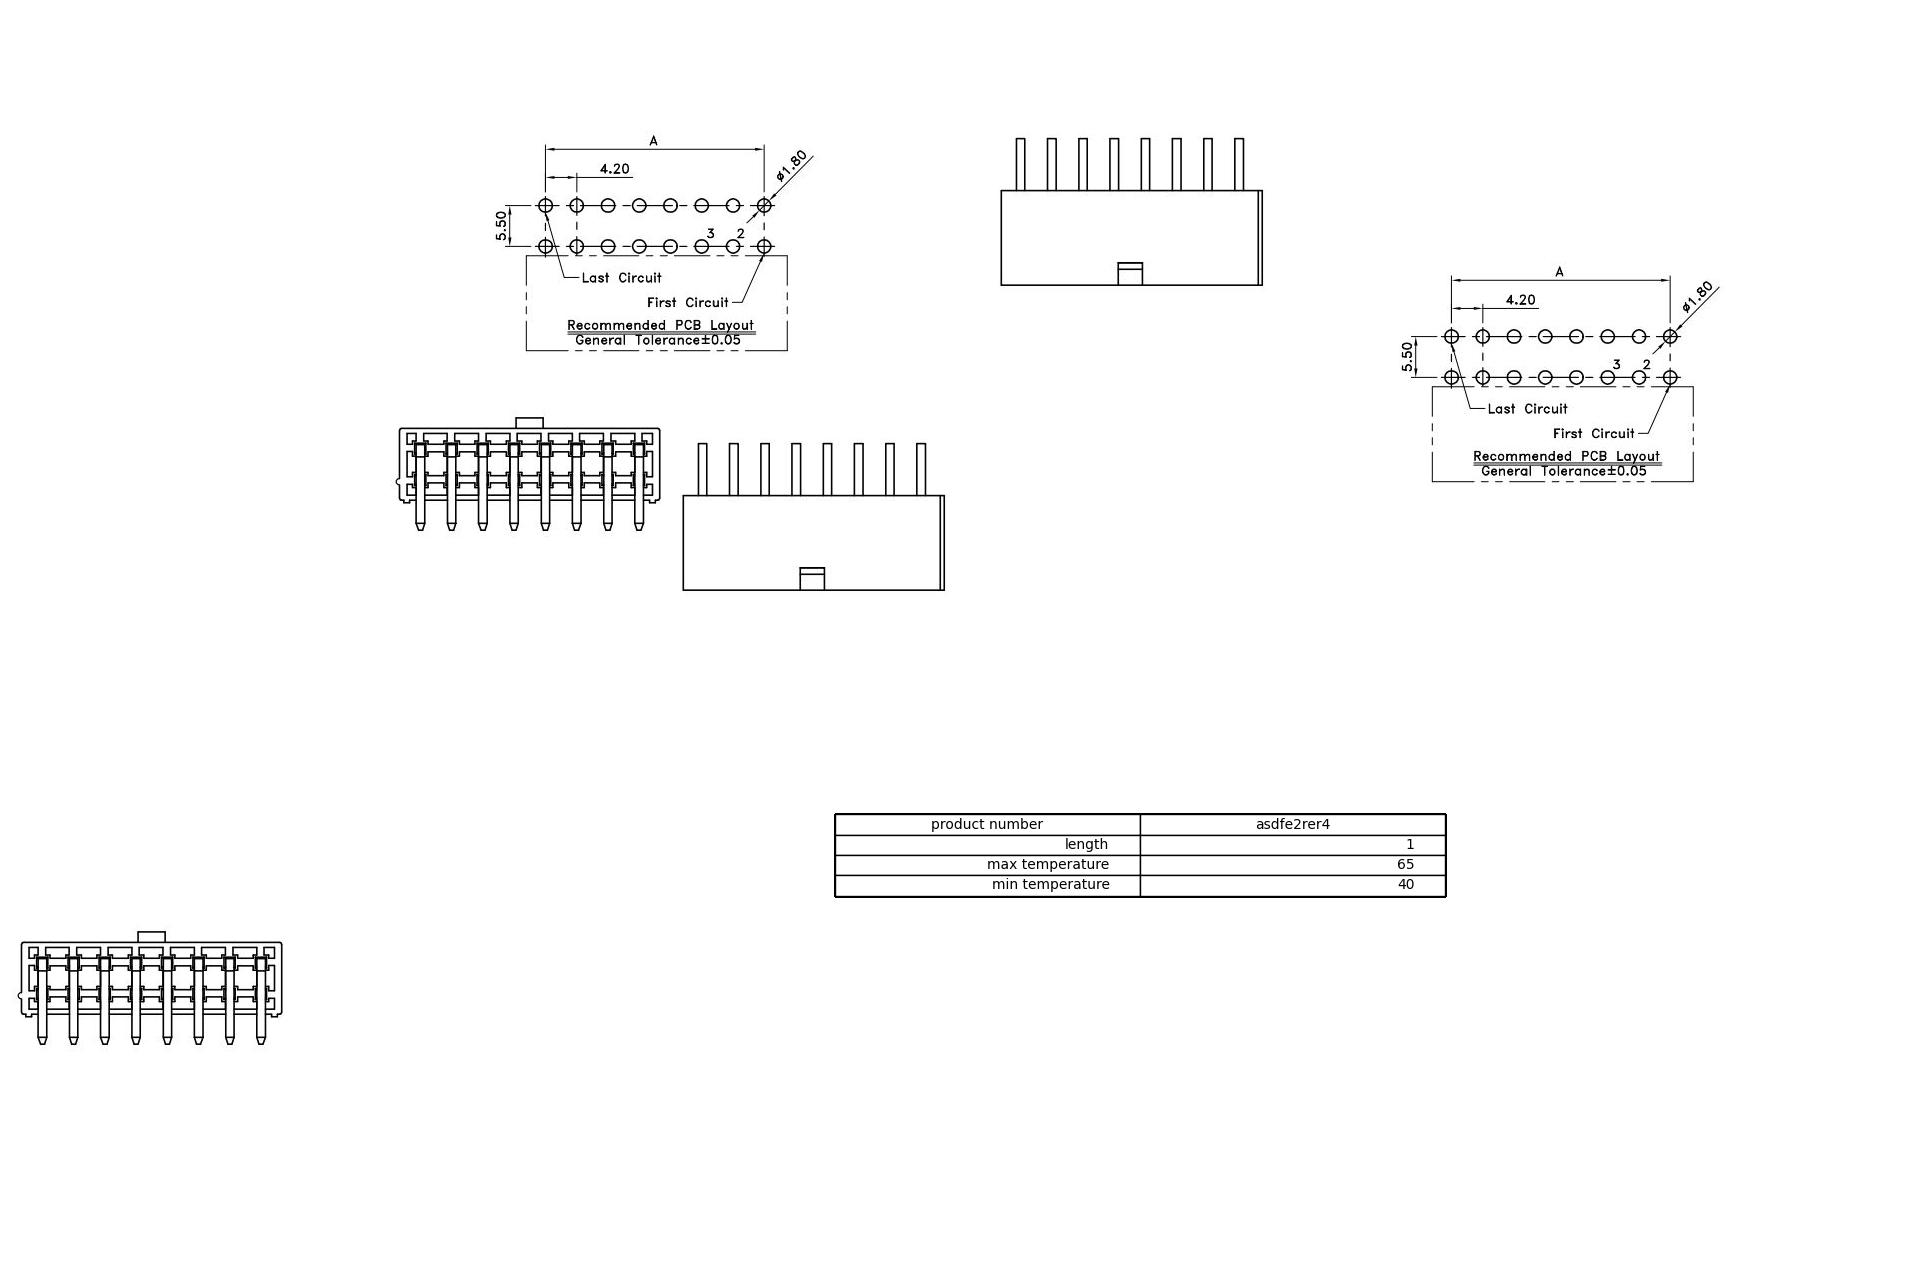 A
4.20
ø1.80
5.50
3 2
Last Circuit
First Circuit
Recommended PCB Layout
General Tolerance±0.05
A
4.20
ø1.80
5.50
3 2
Last Circuit
First Circuit
Recommended PCB Layout
General Tolerance±0.05
product number asdfe2rer4
length 1
max temperature 65
min temperature 40